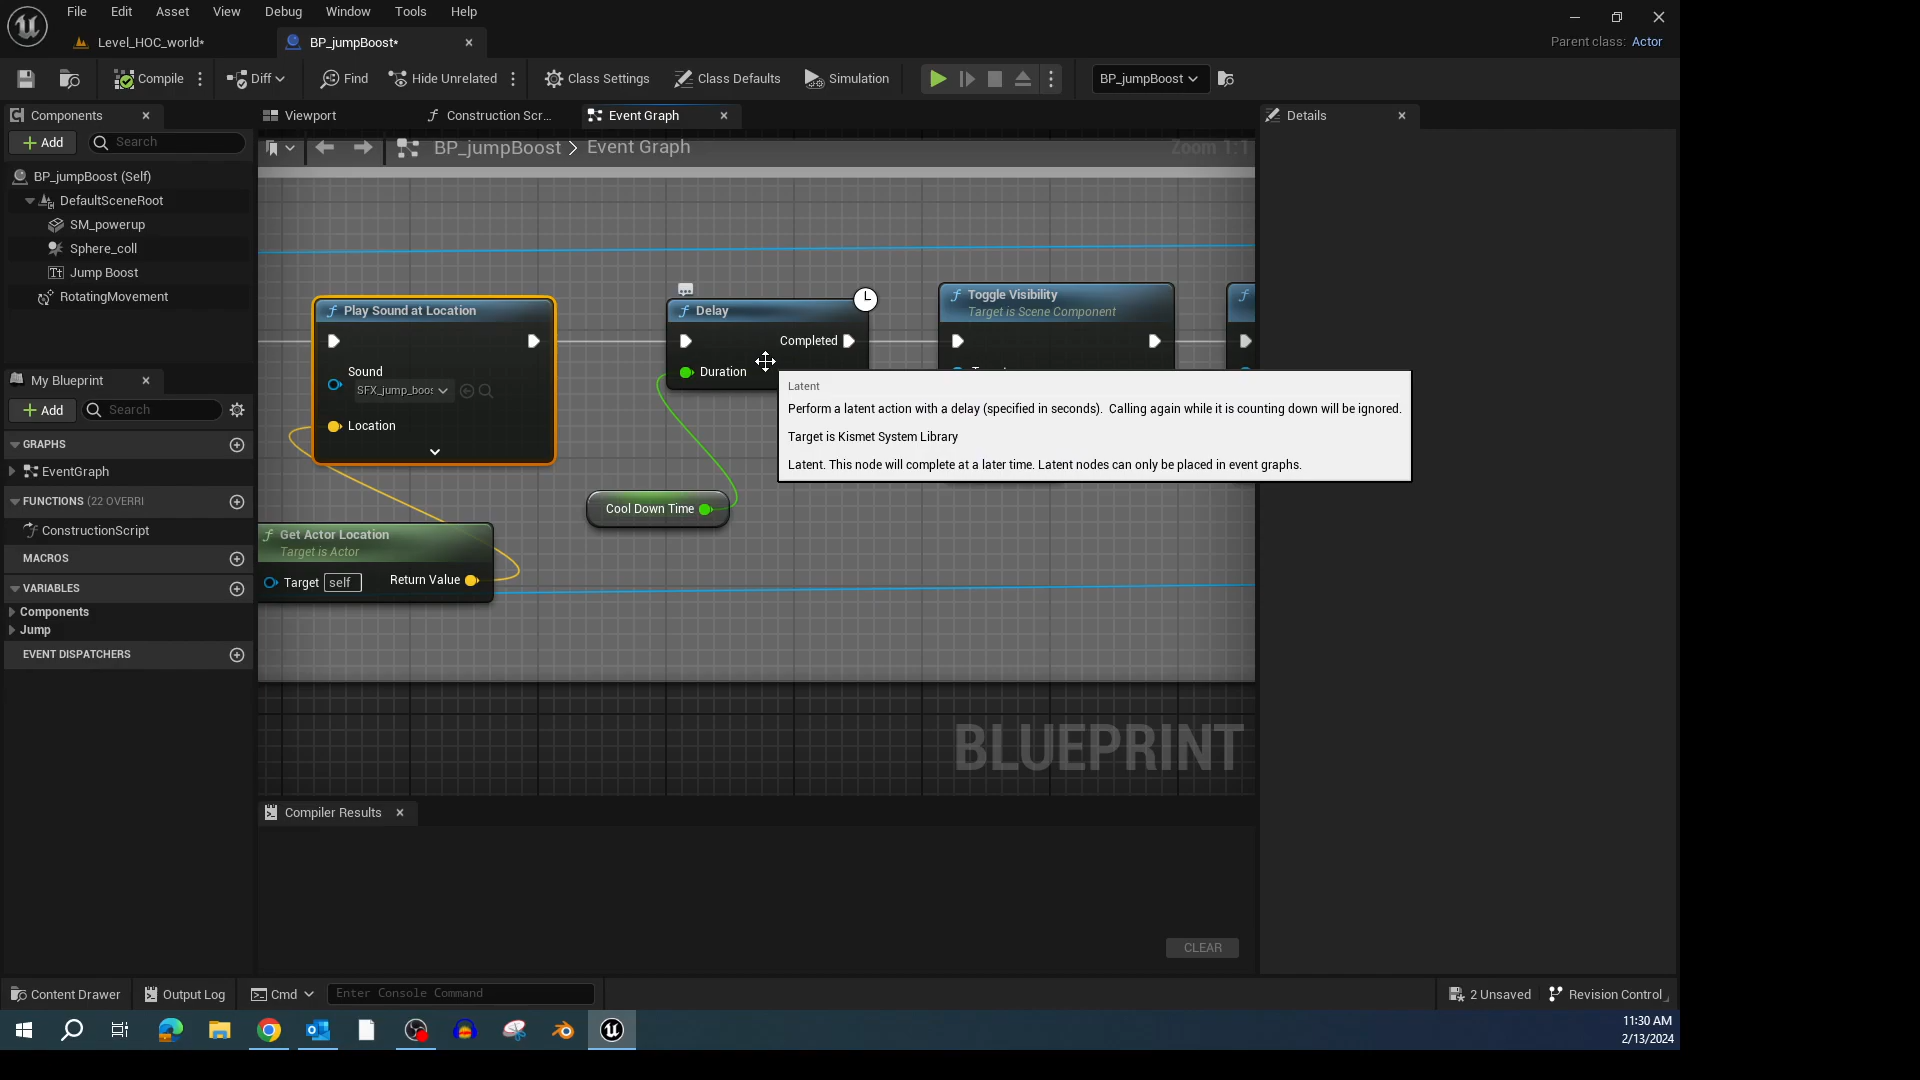 File Edit Asset View Debug Window Tools Help
Level_HOC_world*
BP_jumpBoost*
Parent class: Actor
Compile
Diff
Find
Hide Unrelated
Class Settings
Class Defaults
Simulation
BP_jumpBoost
Components
Viewport
Construction Scr...
Event Graph
Details
Add
Search
BP_jumpBoost > Event Graph
Zoom 1:1
BP_jumpBoost (Self)
DefaultSceneRoot
SM_powerup
Sphere_coll
Tt Jump Boost
RotatingMovement
Play Sound at Location
Sound
SFX_jump_boos
Location
Delay
Completed
Duration
Toggle Visibility
Target is Scene Component
Latent
Perform a latent action with a delay (specified in seconds). Calling again while it is counting down will be ignored.
Target is Kismet System Library
Latent. This node will complete at a later time. Latent nodes can only be placed in event graphs.
Cool Down Time
Get Actor Location
Target is Actor
Target self
Return Value
My Blueprint
Add
Search
GRAPHS
EventGraph
FUNCTIONS (22 OVERRI
ConstructionScript
MACROS
VARIABLES
Components
Jump
EVENT DISPATCHERS
BLUEPRINT
Compiler Results
CLEAR
Content Drawer
Output Log
Cmd
Enter Console Command
2 Unsaved
Revision Control
11:30 AM
2/13/2024